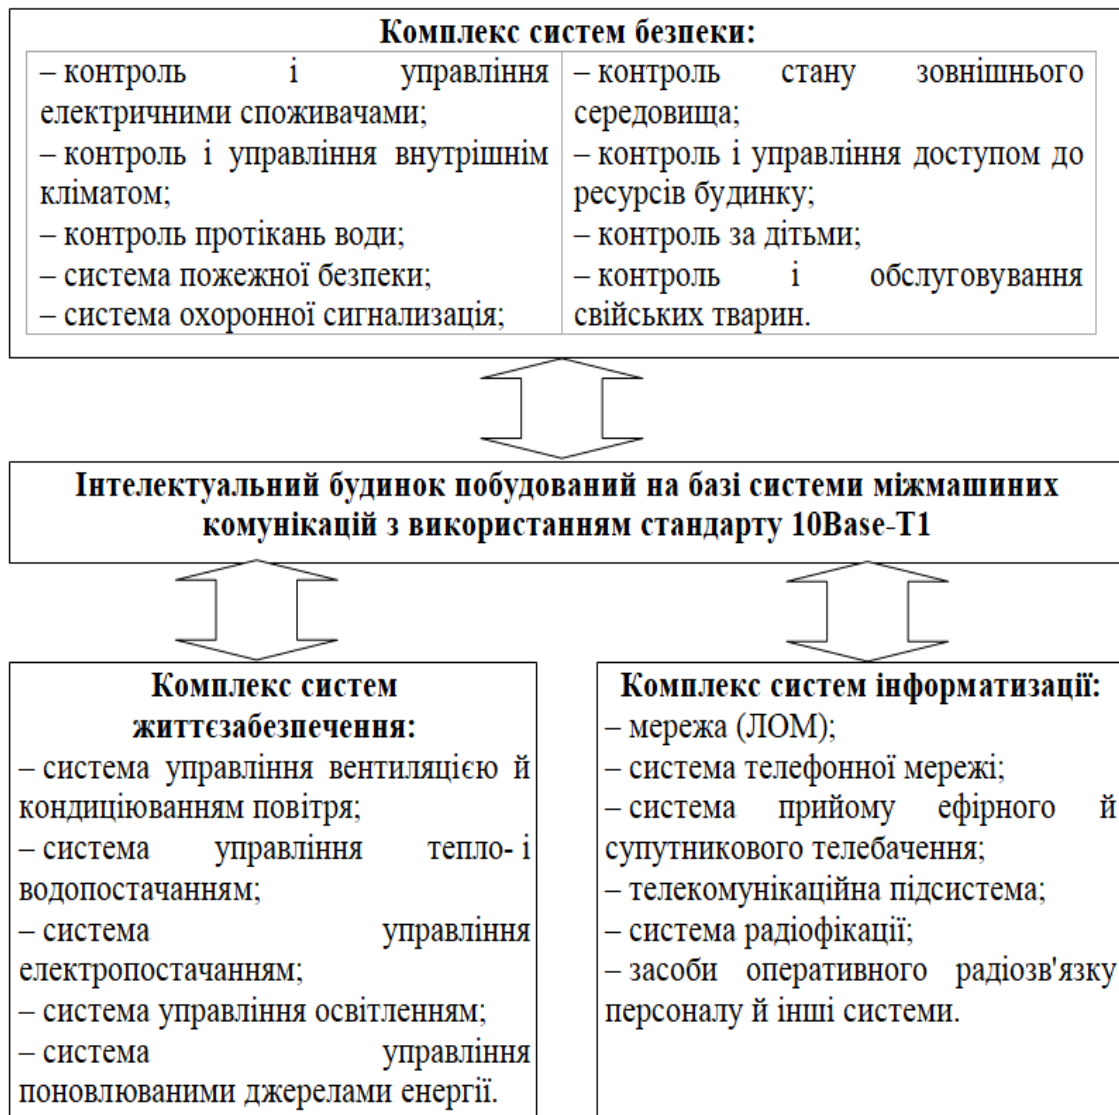 Комплекс систем безпеки:
– контроль і управління
електричними споживачами;
– контроль і управління внутрішнім
кліматом;
– контроль протікань води;
– система пожежної безпеки;
– система охоронної сигнализація;
– контроль стану зовнішнього
середовища;
– контроль і управління доступом до
ресурсів будинку;
– контроль за дітьми;
– контроль і обслуговування
свійських тварин.
Інтелектуальний будинок побудований на базі системи міжмашиних
комунікацій з використанням стандарту 10Base-T1
Комплекс систем
життєзабезпечення:
– система управління вентиляцією й
кондиціюванням повітря;
– система управління тепло- і
водопостачанням;
– система управління
електропостачанням;
– система управління освітленням;
– система управління
поновлюваними джерелами енергії.
Комплекс систем інформатизації:
– мережа (ЛОМ);
– система телефонної мережі;
– система прийому ефірного й
супутникового телебачення;
– телекомунікаційна підсистема;
– система радіофікації;
– засоби оперативного радіозв'язку
персоналу й інші системи.